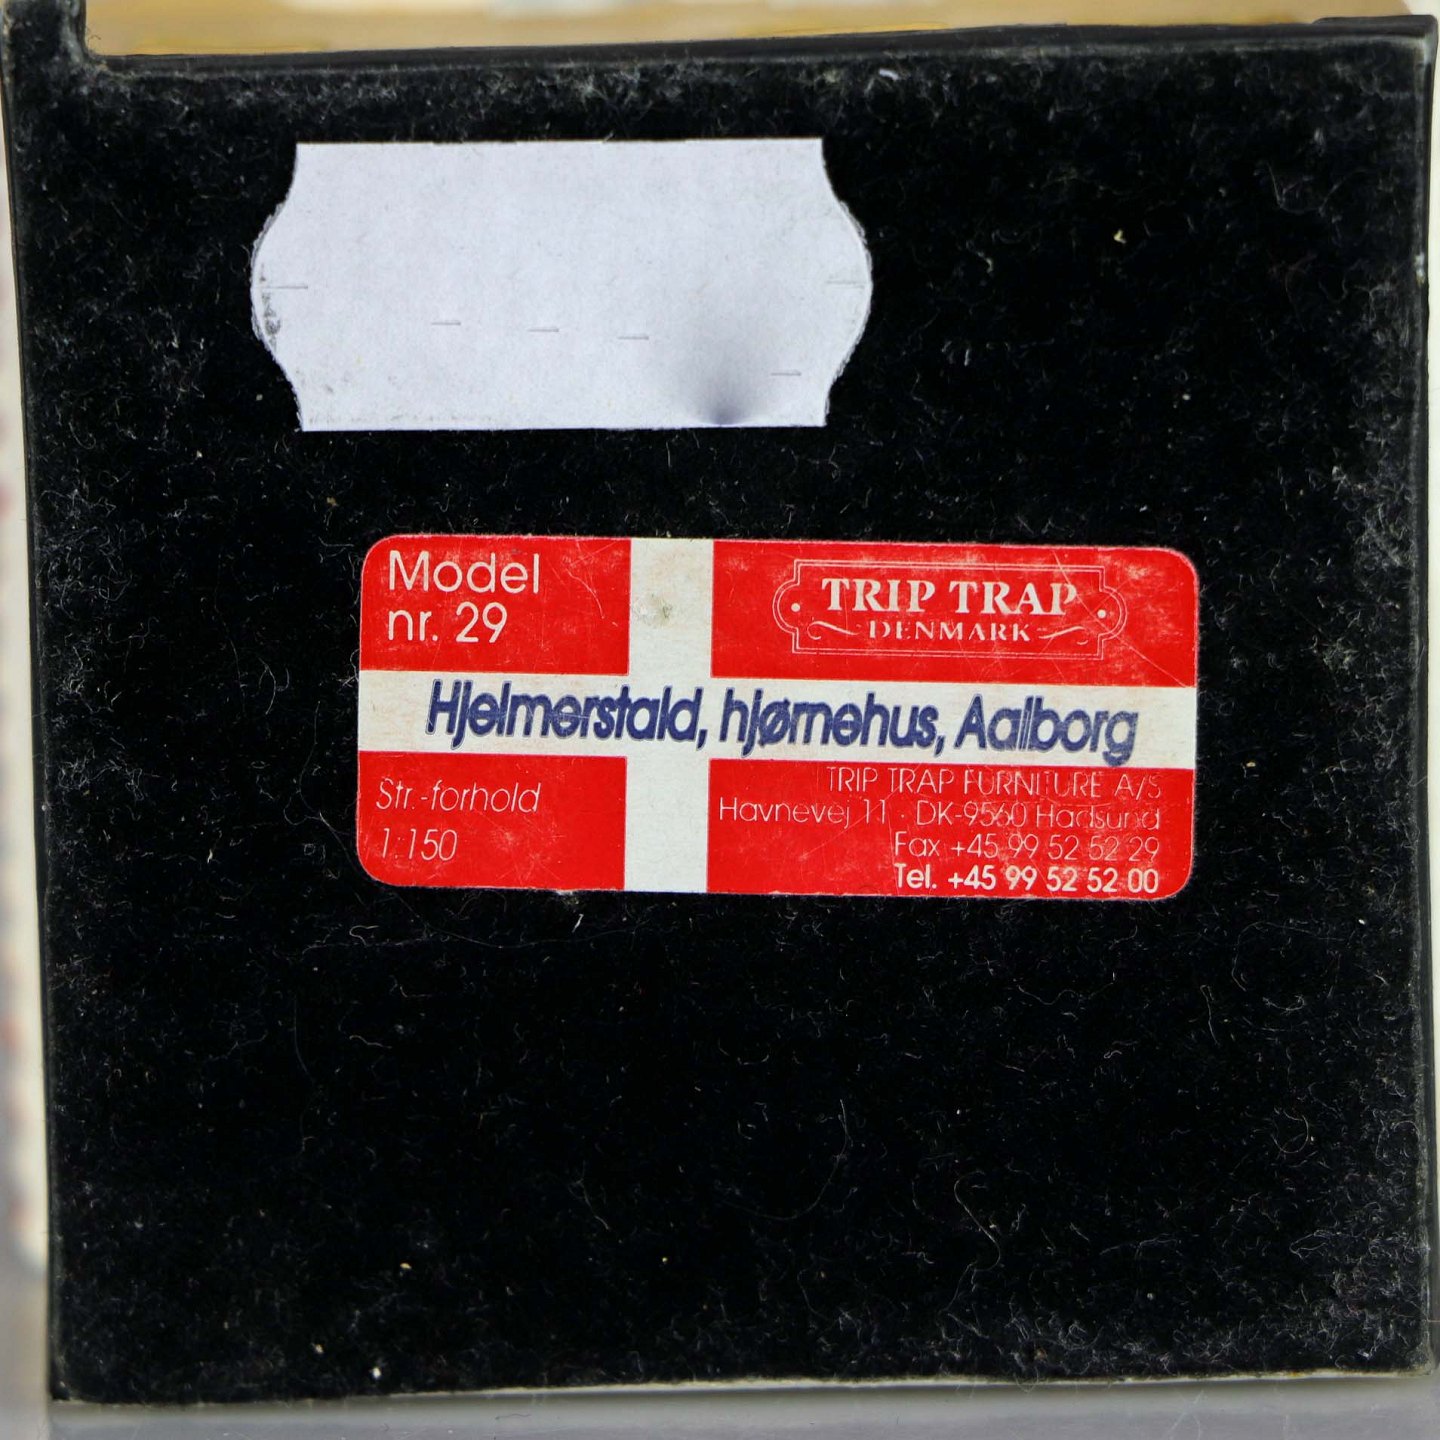 Model
nr. 29
TRIP TRAP
DENMARK
Hjelmerstald, hjørnehus, Aalborg
Str.-forhold
1:150
TRIP TRAP FURNITURE A/S
Havnevej 11 · DK-9560 Hadsund
Fax +45 99 52 52 29
Tel. +45 99 52 52 00